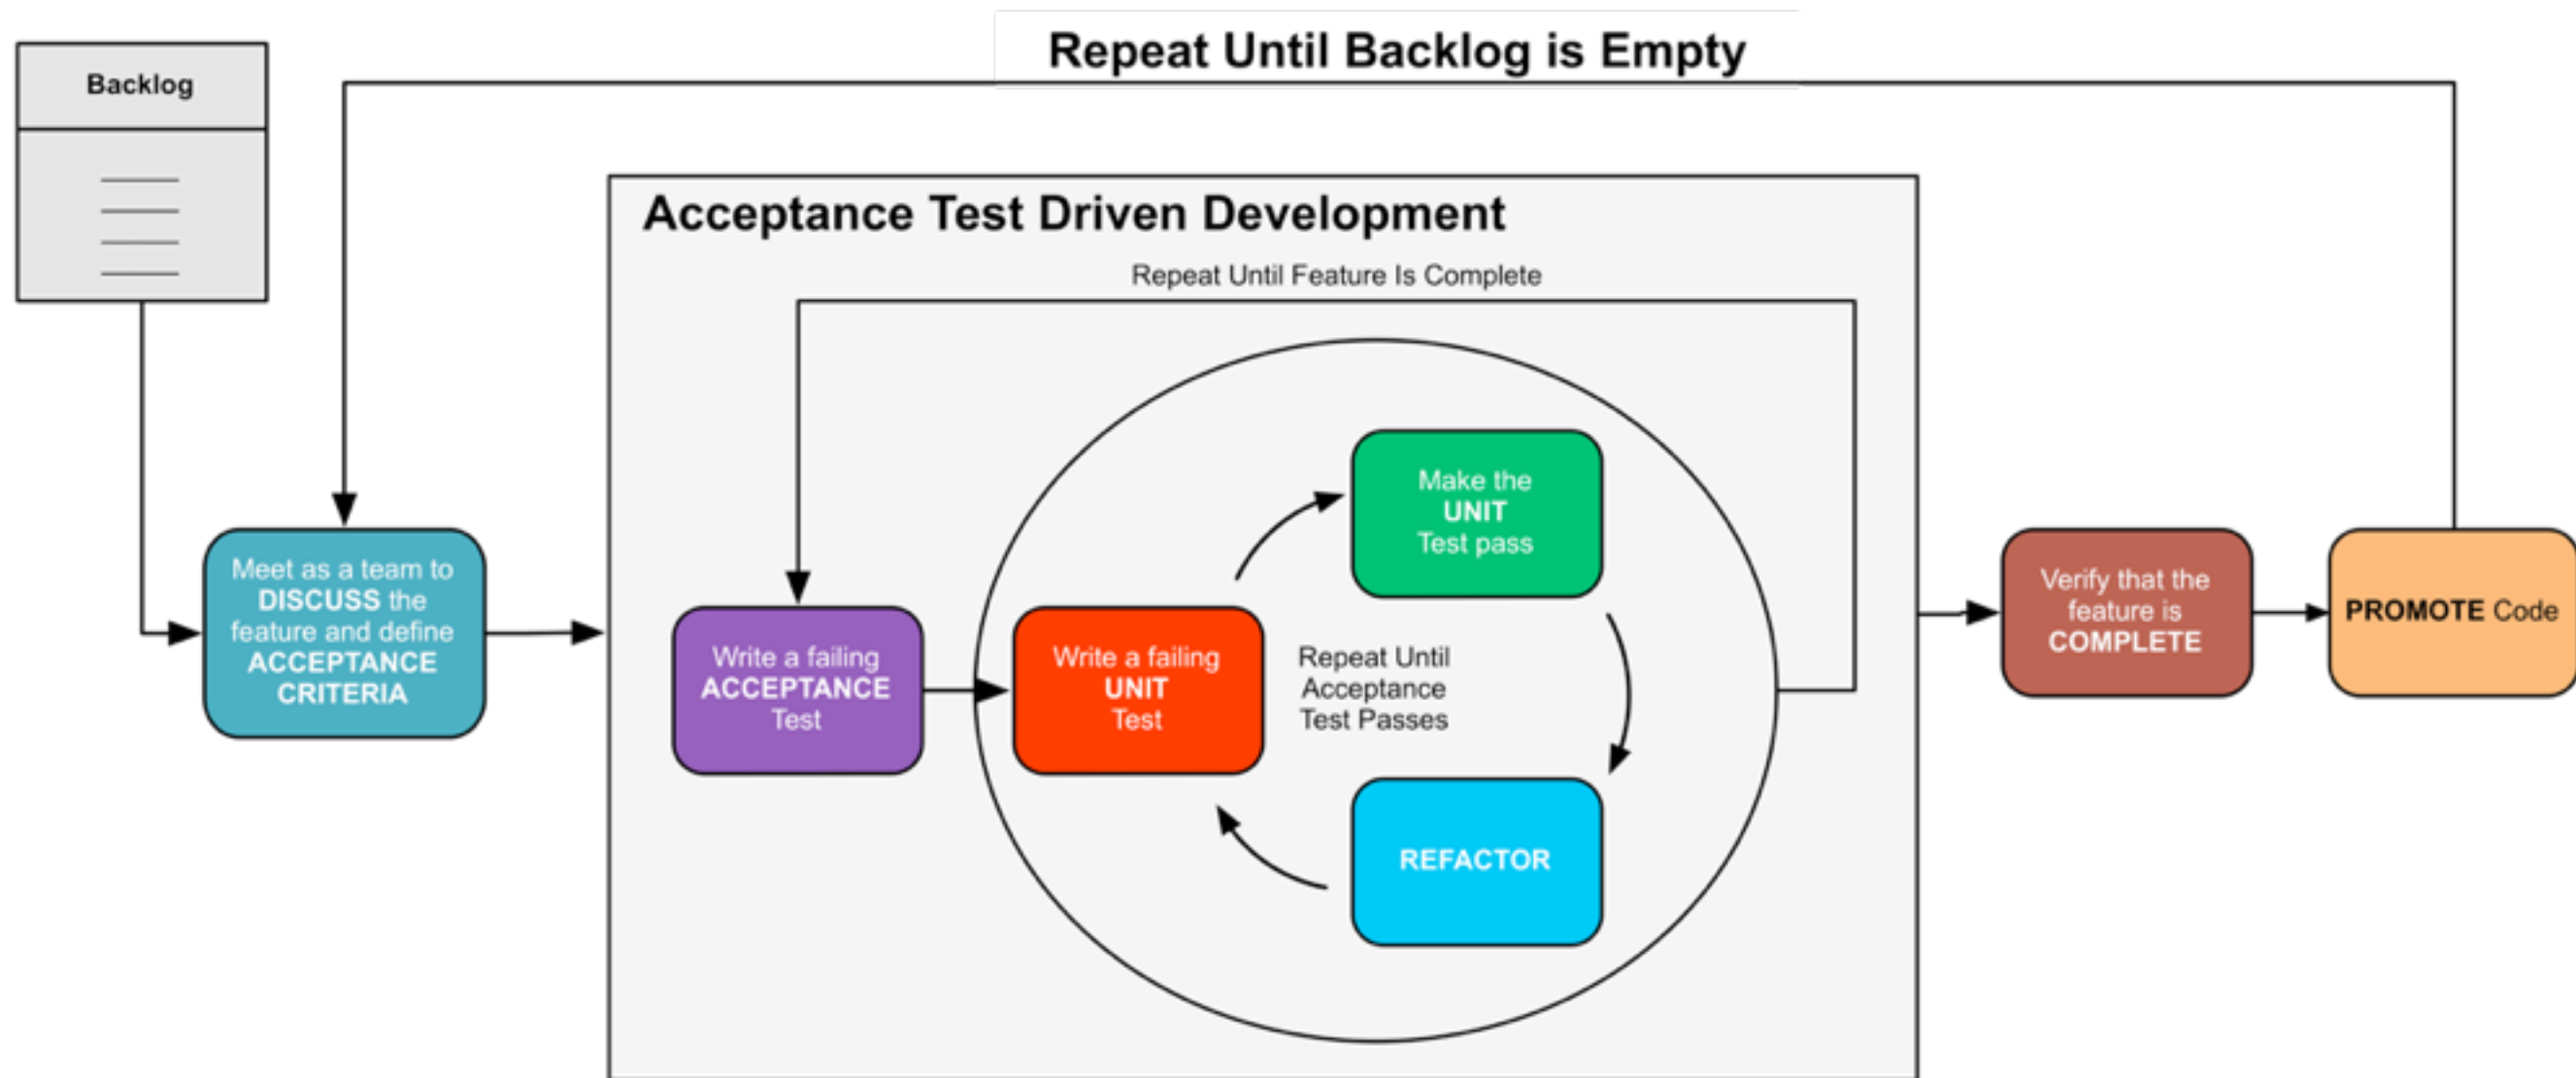 Repeat Until Backlog is Empty
Backlog
Acceptance Test Driven Development
Repeat Until Feature Is Complete
Meet as a team to
DISCUSS the
feature and define
ACCEPTANCE
CRITERIA
Write a failing
ACCEPTANCE
Test
Write a failing
UNIT
Test
Make the
UNIT
Test pass
Repeat Until
Acceptance
Test Passes
REFACTOR
Verify that the
feature is
COMPLETE
PROMOTE Code